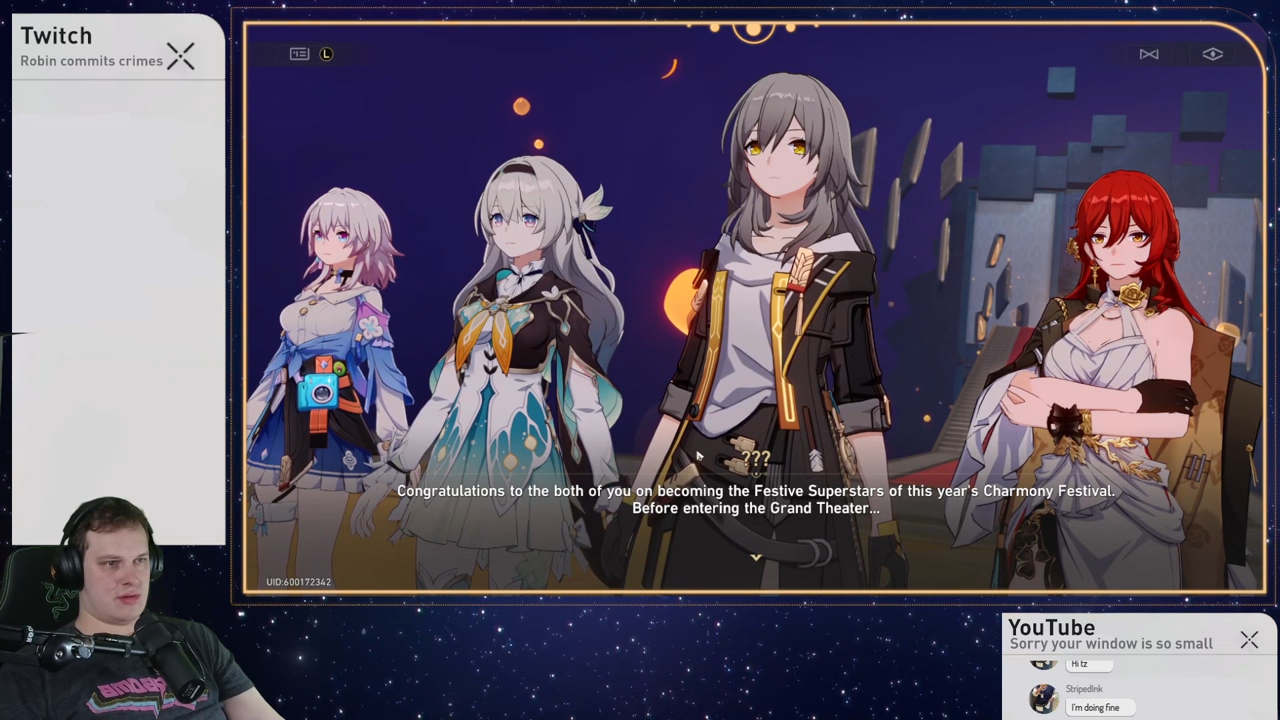 Twitch
Robin commits crimes
L
???
Congratulations to the both of you on becoming the Festive Superstars of this year's Charmony Festival.
Before entering the Grand Theater...
UID:600172342
YouTube
Sorry your window is so small
Hi tz
StripedInk
I'm doing fine